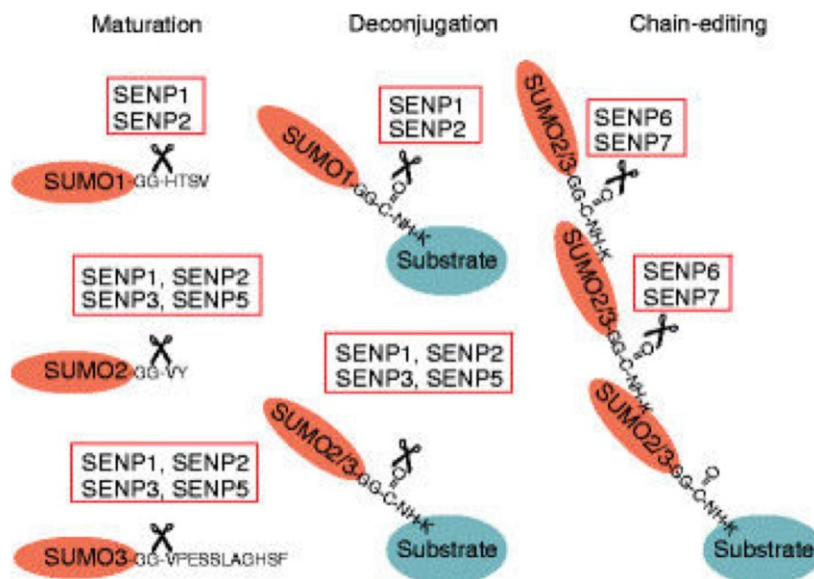 Maturation
SENP1
SENP2
SUMO1-GG-HTSV
SENP1, SENP2
SENP3, SENP5
SUMO2-GG-VY
SENP1, SENP2
SENP3, SENP5
SUMO3-GG-VPESSLAGHSF
Deconjugation
SENP1
SENP2
SUMO1-GG-C-NH-K
O
Substrate
SENP1, SENP2
SENP3, SENP5
SUMO2/3-GG-C-NH-K
O
Substrate
Chain-editing
SENP6
SENP7
SUMO2/3-GG-C-NH-K
O
SENP6
SENP7
SUMO2/3-GG-C-NH-K
O
SUMO2/3-GG-C-NH-K
O
Substrate